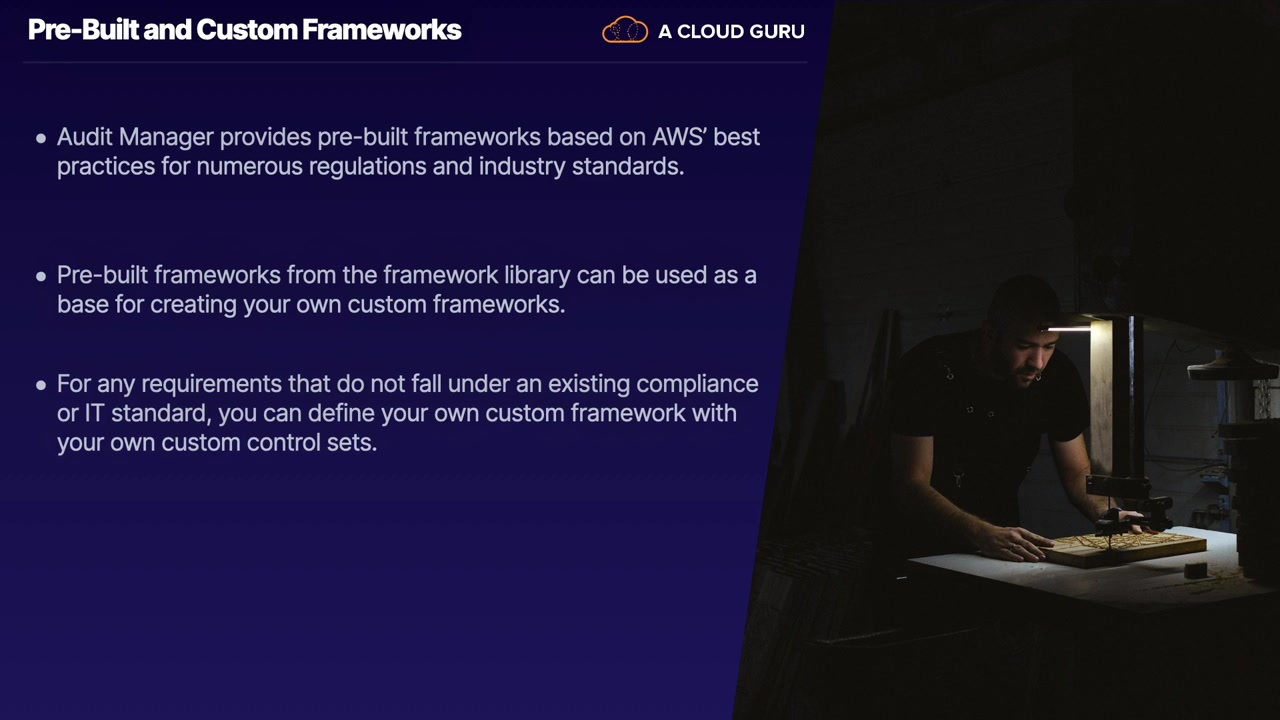 Pre-Built and Custom Frameworks
A CLOUD GURU
• Audit Manager provides pre-built frameworks based on AWS’ best
practices for numerous regulations and industry standards.
• Pre-built frameworks from the framework library can be used as a
base for creating your own custom frameworks.
• For any requirements that do not fall under an existing compliance
or IT standard, you can define your own custom framework with
your own custom control sets.